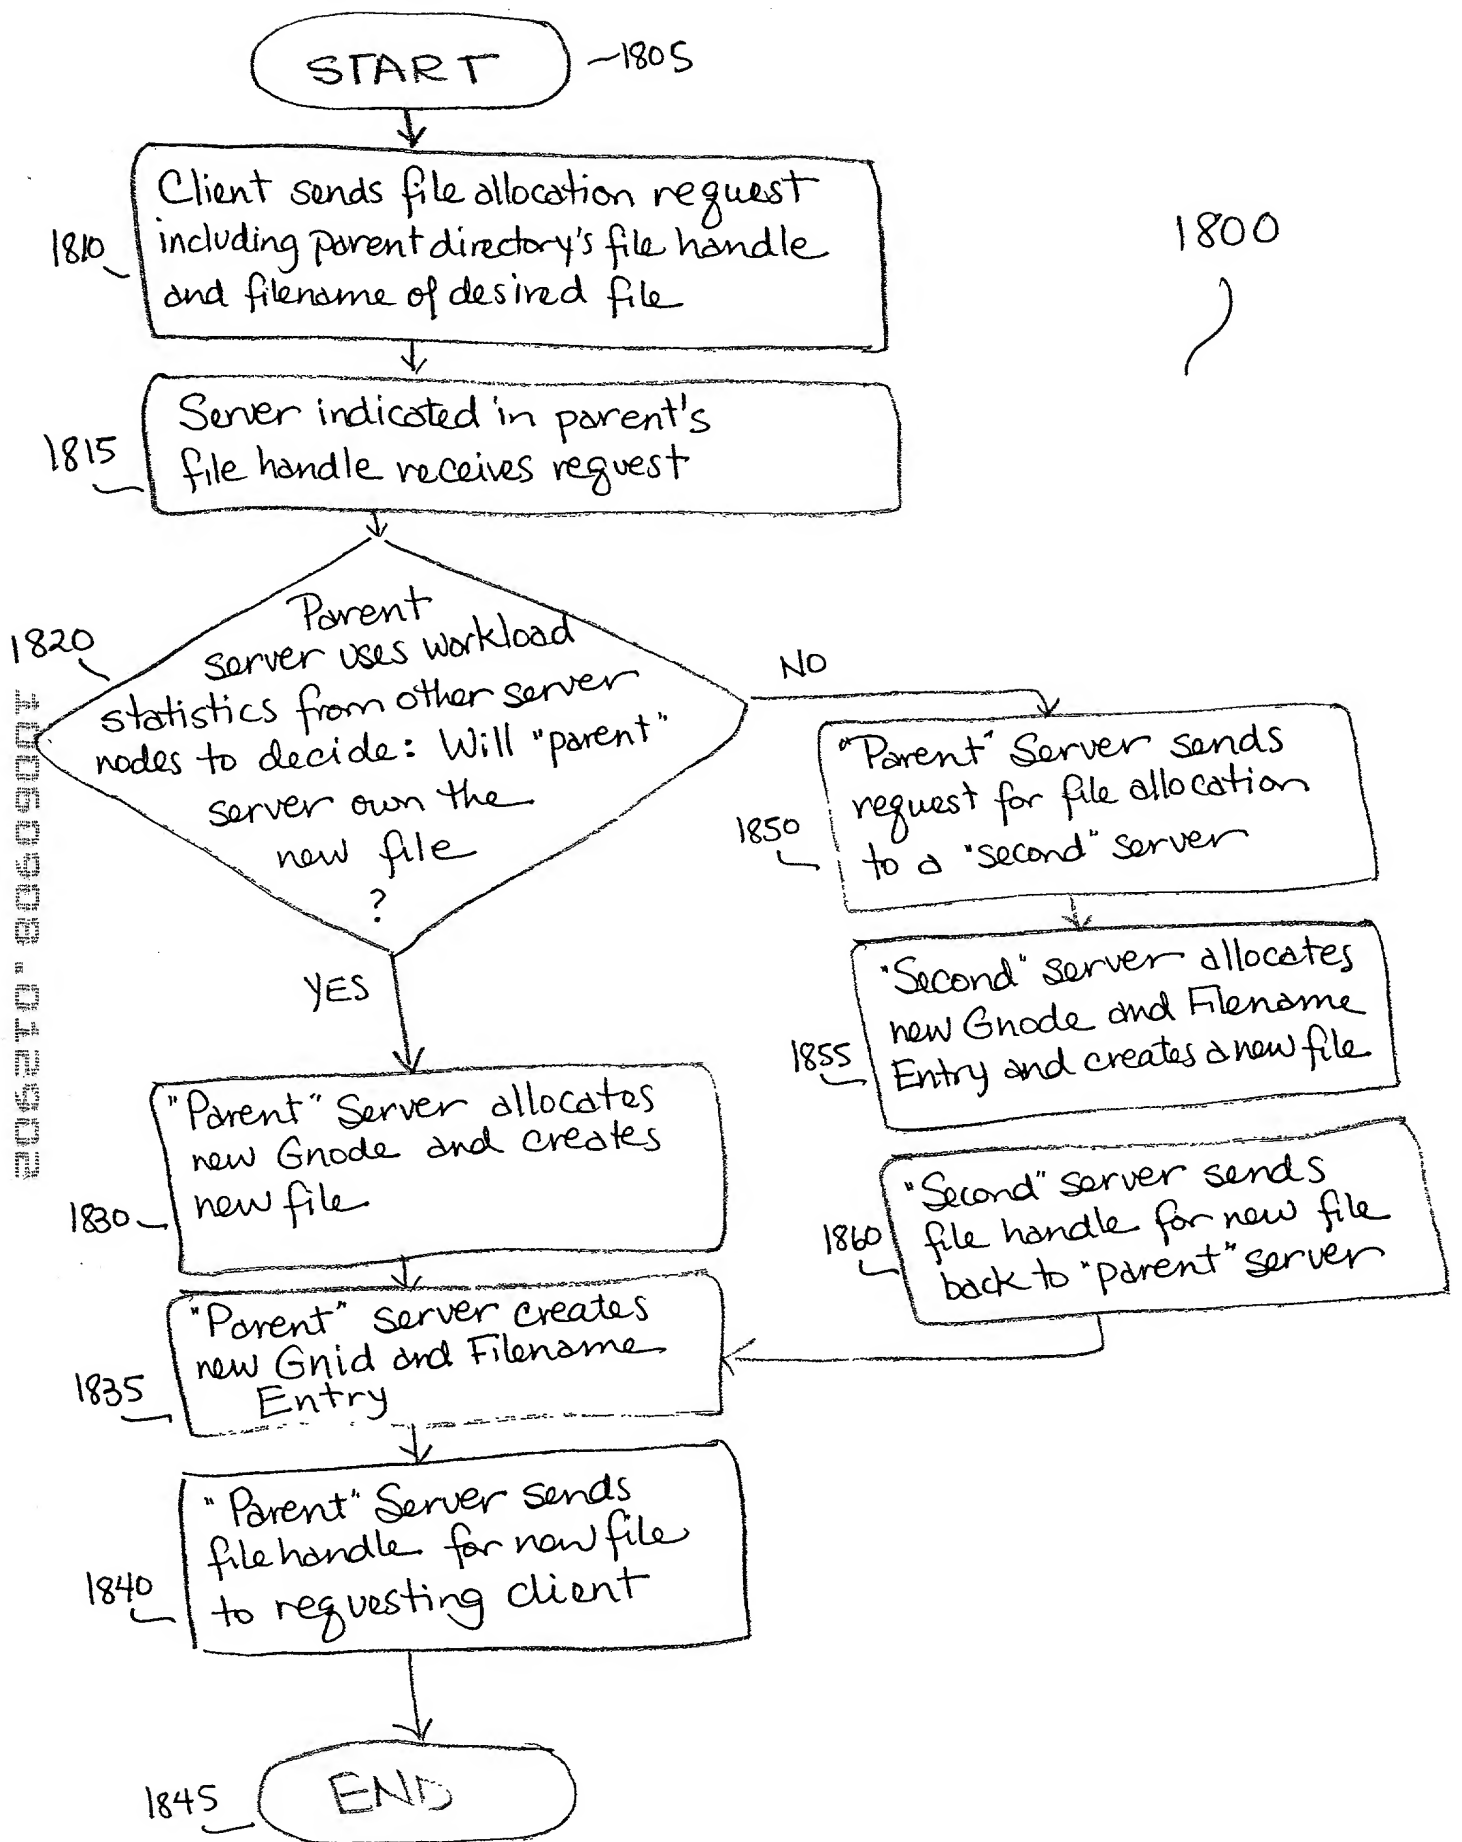 START
1805
Client sends file allocation request
including parent directory's file handle
and filename of desired file
1810
1800
Server indicated in parent's
file handle receives request
1815
Parent
server uses workload
statistics from other server
nodes to decide: Will "parent"
server own the
new file
?
1820
NO
YES
"Parent" Server sends
request for file allocation
to a "second" server
1850
"Second" server allocates
new Gnode and Filename
Entry and creates a new file
1855
"Second" server sends
file handle for new file
back to "parent" server
1860
"Parent" Server allocates
new Gnode and creates
new file
1830
"Parent" server creates
new Gnid and Filename
Entry
1835
"Parent" Server sends
file handle for new file
to requesting client
1840
END
1845
10060908.012902